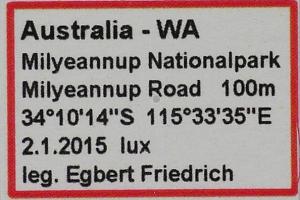 Australia - WA
Milyeannup Nationalpark
Milyeannup Road 100m
34°10'14"S 115°33'35"E
2.1.2015 lux
leg. Egbert Friedrich